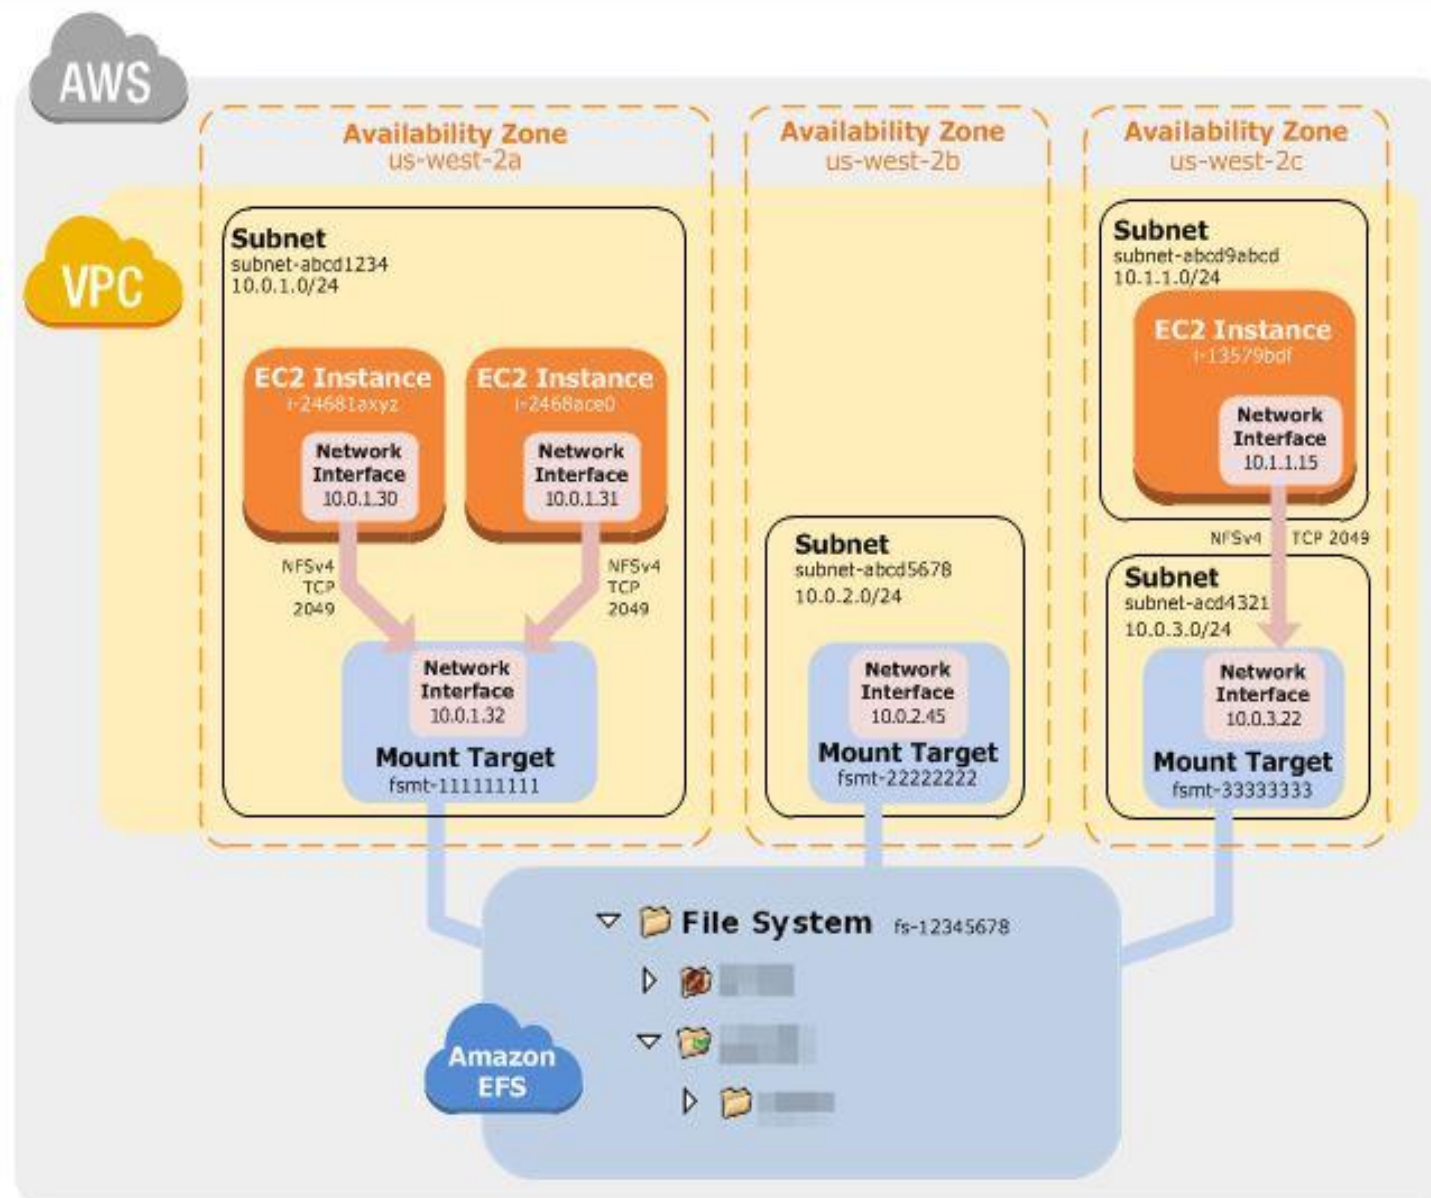 AWS
Availability Zone
us-west-2a
Availability Zone
us-west-2b
Availability Zone
us-west-2c
VPC
Subnet
subnet-abcd1234
10.0.1.0/24
EC2 Instance
i-24681axyz
Network
Interface
10.0.1.30
EC2 Instance
i-2468ace0
Network
Interface
10.0.1.31
NFSv4
TCP
2049
NFSv4
TCP
2049
Network
Interface
10.0.1.32
Mount Target
fsmt-111111111
Subnet
subnet-abcd5678
10.0.2.0/24
Network
Interface
10.0.2.45
Mount Target
fsmt-22222222
Subnet
subnet-abcd9abcd
10.1.1.0/24
EC2 Instance
i-13579bdf
Network
Interface
10.1.1.15
NFSv4 TCP 2049
Subnet
subnet-acd4321
10.0.3.0/24
Network
Interface
10.0.3.22
Mount Target
fsmt-33333333
File System fs-12345678
Amazon
EFS